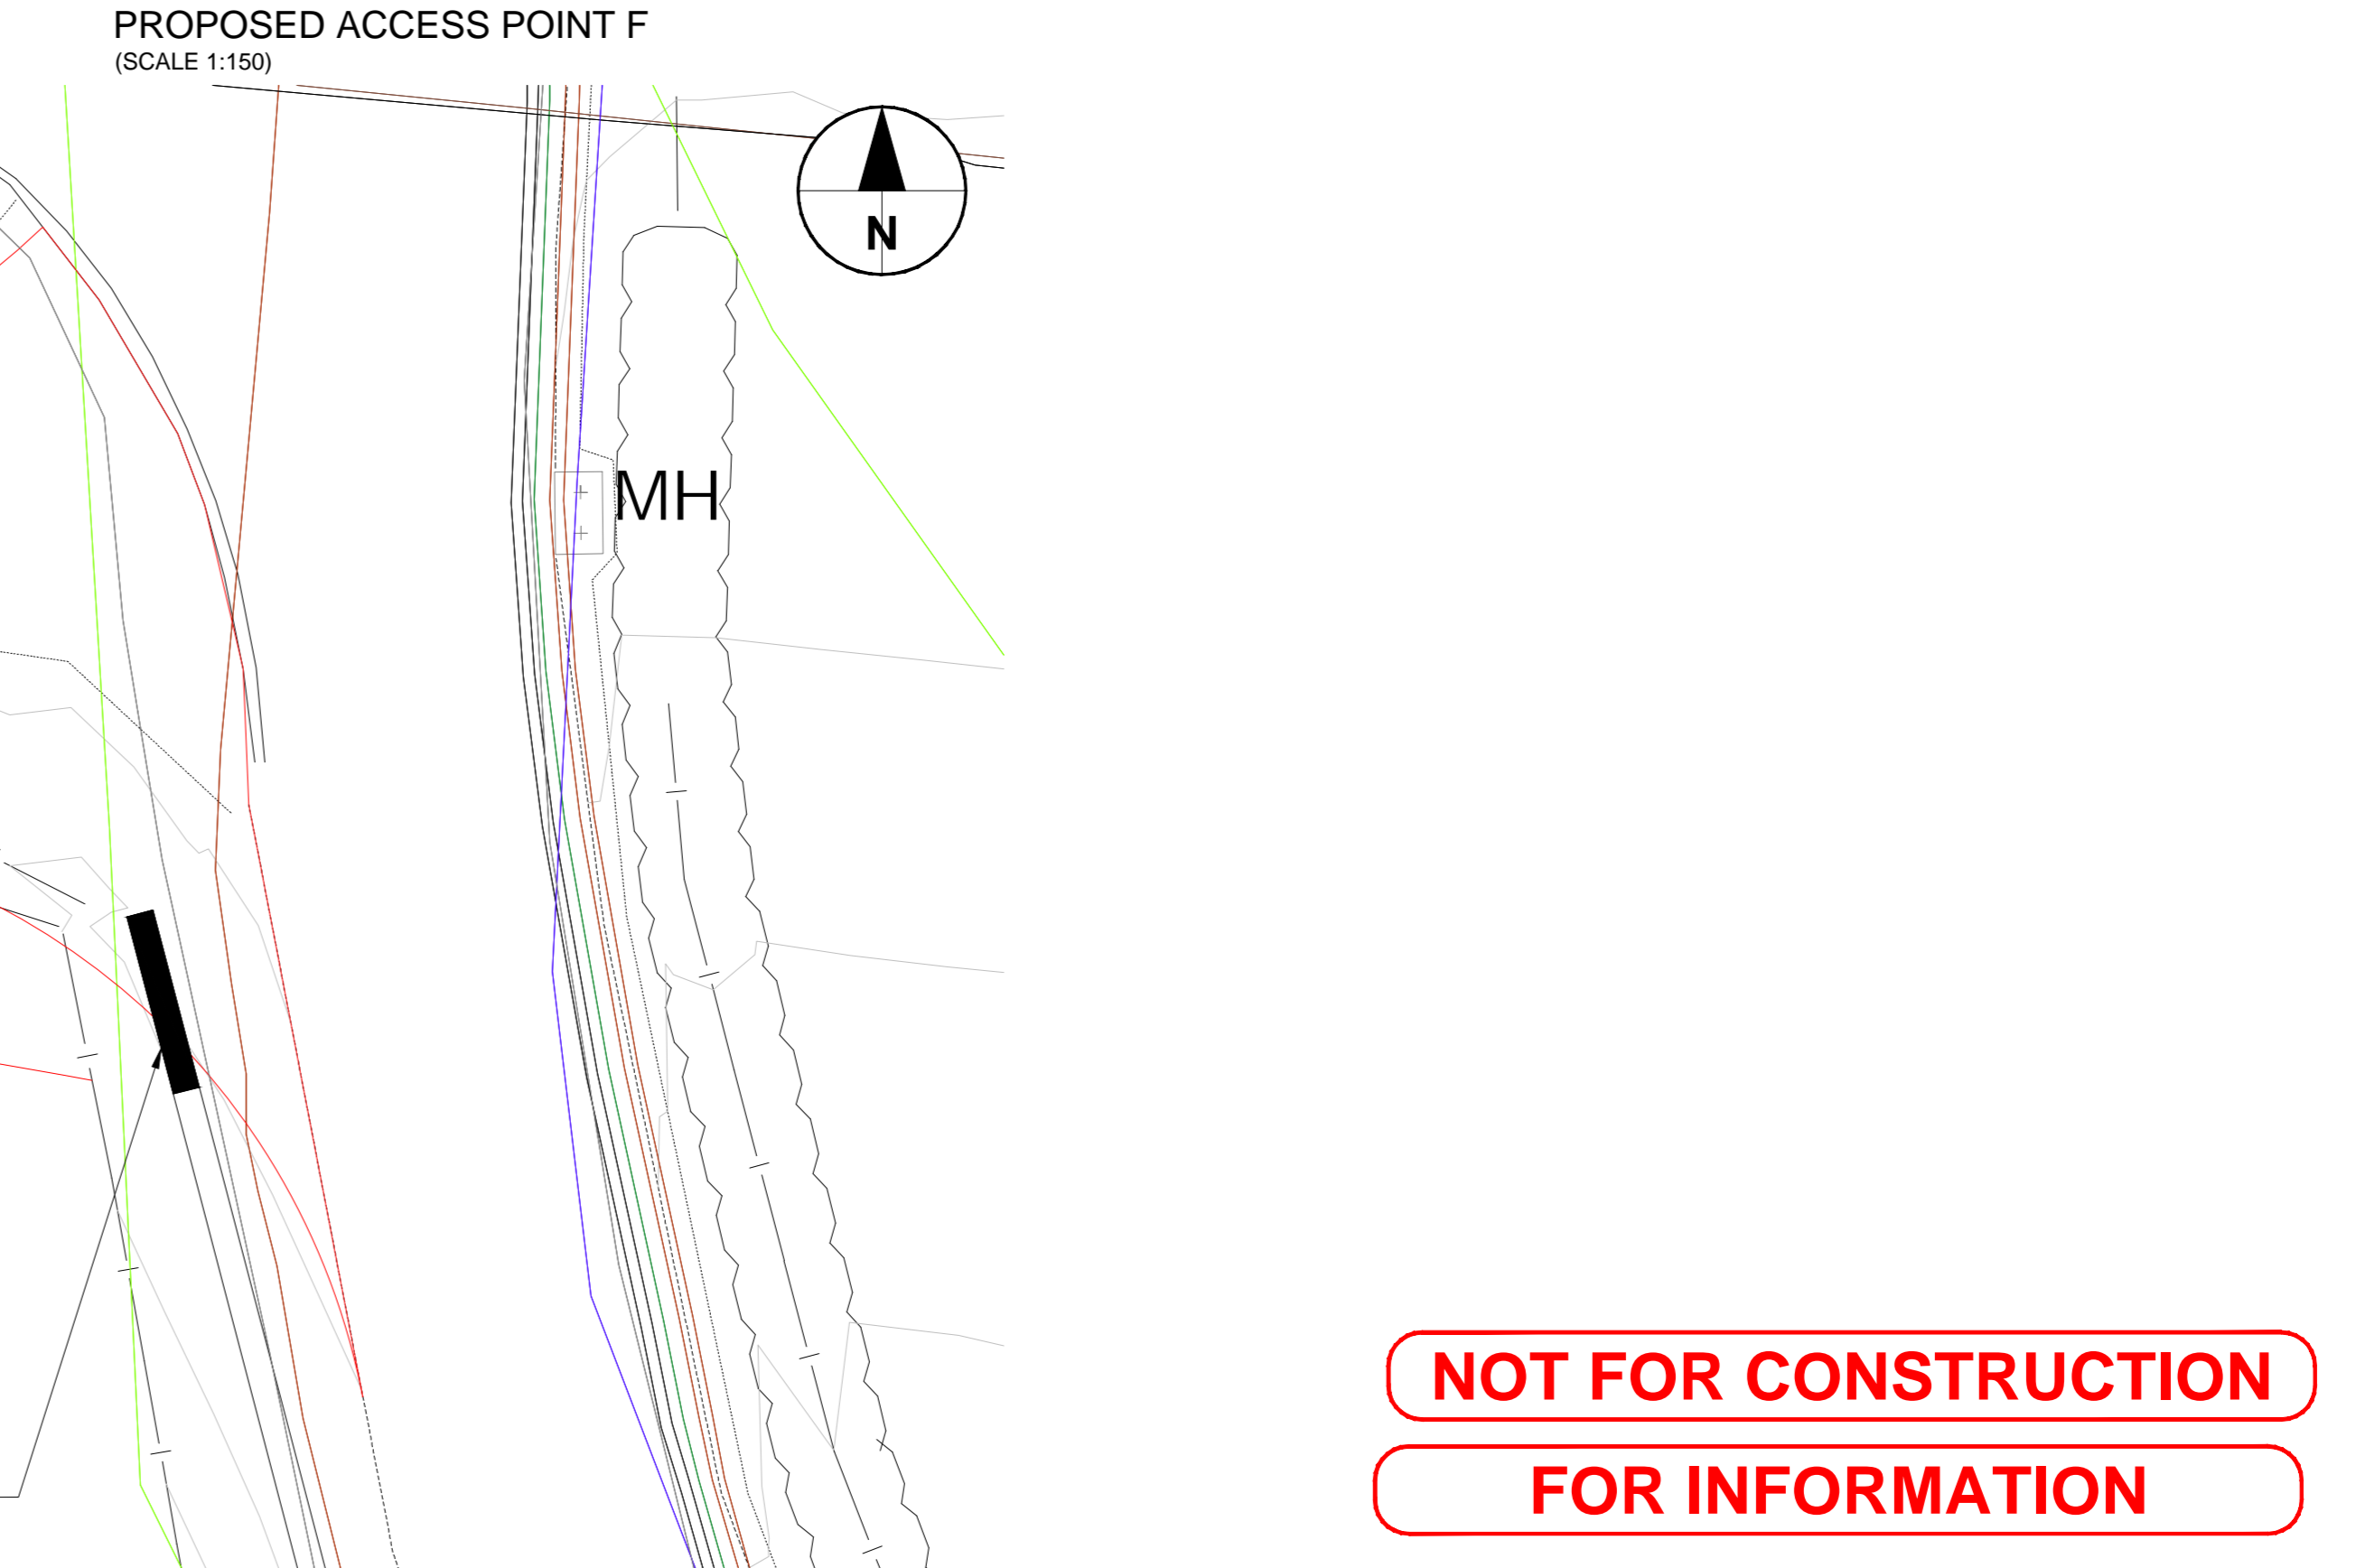 PROPOSED ACCESS POINT F
(SCALE 1:150)
N
MH
NOT FOR CONSTRUCTION
FOR INFORMATION